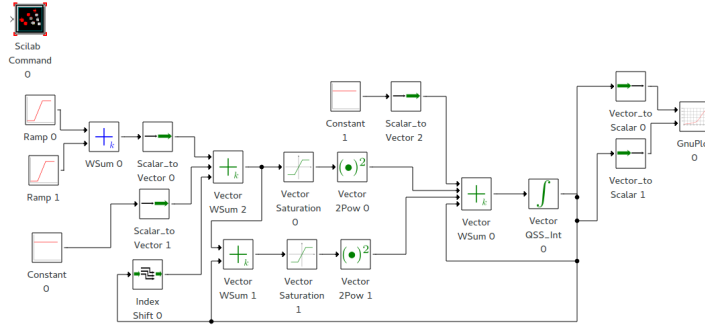 Scilab
Command
0
Ramp 0
Ramp 1
+k
WSum 0
Scalar_to
Vector 0
Scalar_to
Vector 1
Constant
0
Index
Shift 0
+k
Vector
WSum 2
+k
Vector
WSum 1
Vector
Saturation
0
Vector
Saturation
1
(•)2
Vector
2Pow 0
(•)2
Vector
2Pow 1
Constant
1
Scalar_to
Vector 2
+k
Vector
WSum 0
∫
Vector
QSS_Int
0
Vector_to
Scalar 0
Vector_to
Scalar 1
GnuPlo
0